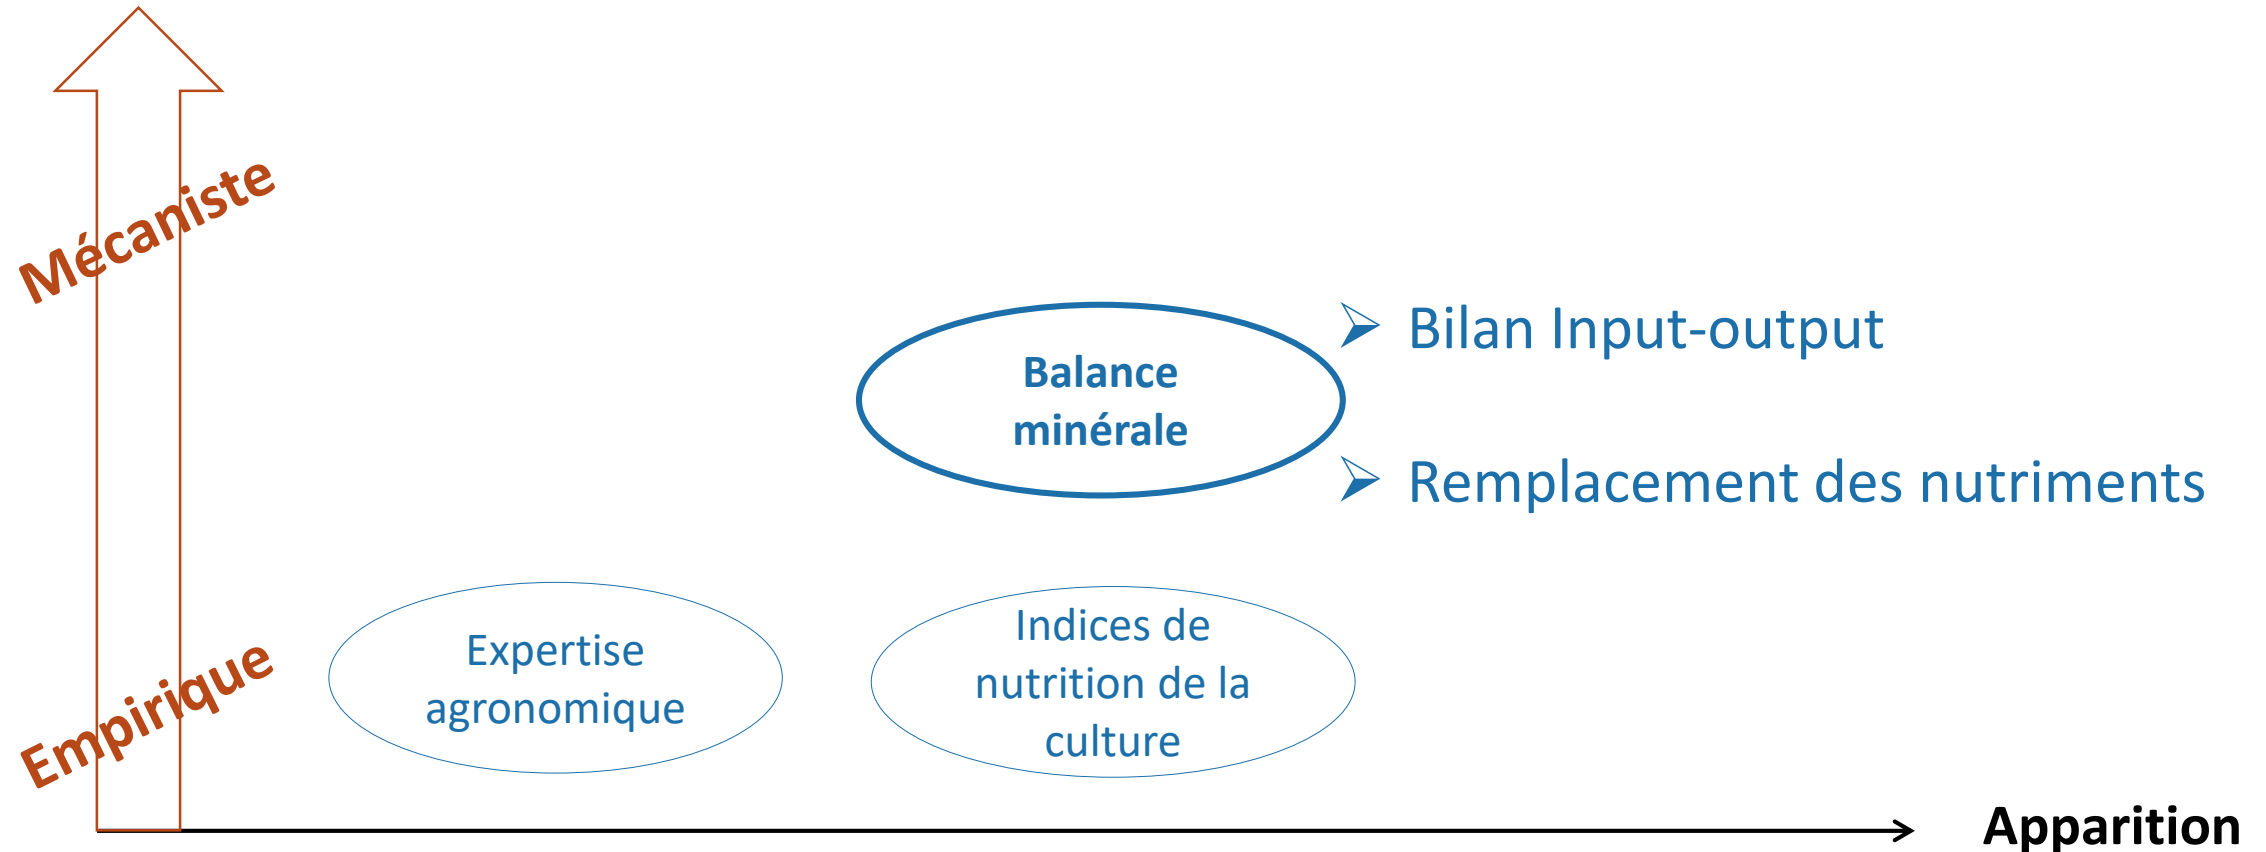 Mécaniste
Bilan Input-output
Balance
minérale
Remplacement des nutriments
Empirique
Expertise
agronomique
Indices de
nutrition de la
culture
Apparition